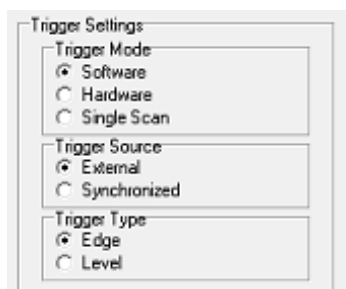 Trigger Settings
Trigger Mode
Software
Hardware
Single Scan
Trigger Source
External
Synchronized
Trigger Type
Edge
Level